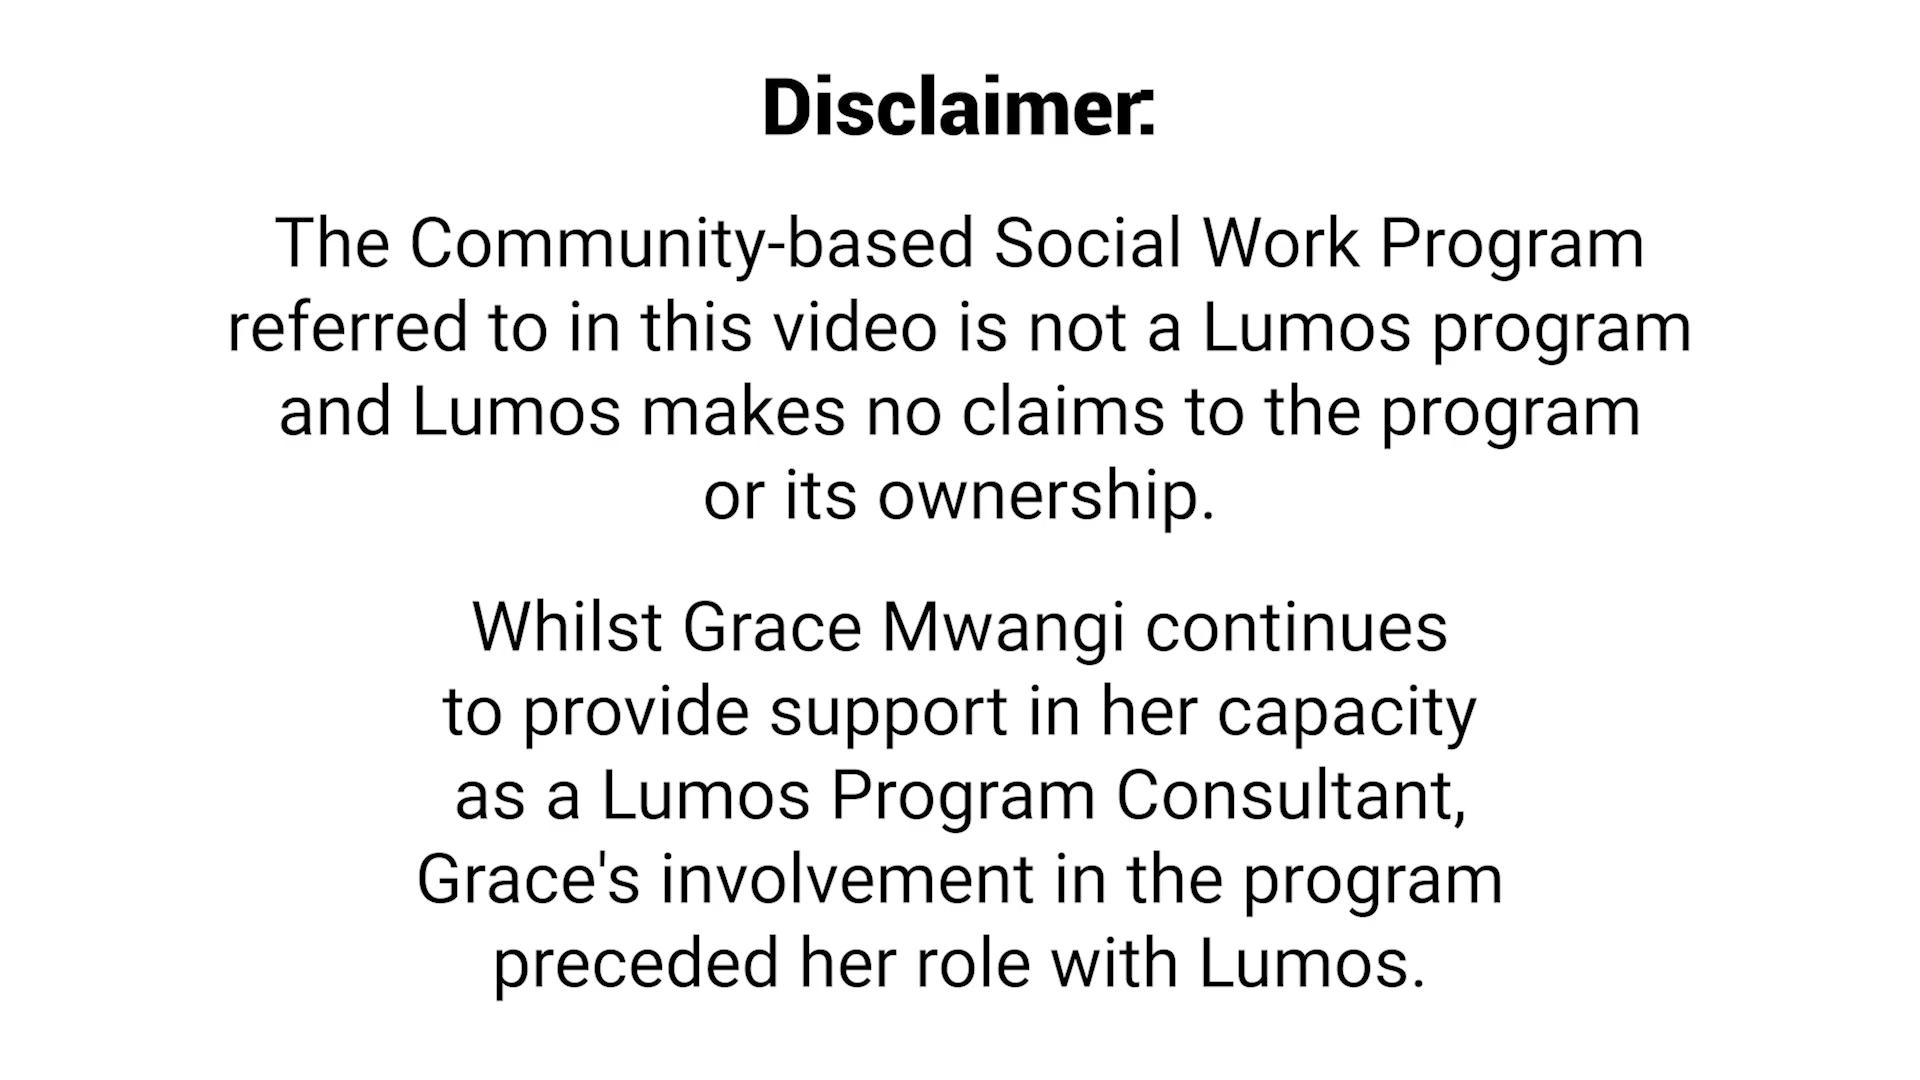 Disclaimer:
The Community-based Social Work Program
referred to in this video is not a Lumos program
and Lumos makes no claims to the program
or its ownership.
Whilst Grace Mwangi continues
to provide support in her capacity
as a Lumos Program Consultant,
Grace's involvement in the program
preceded her role with Lumos.